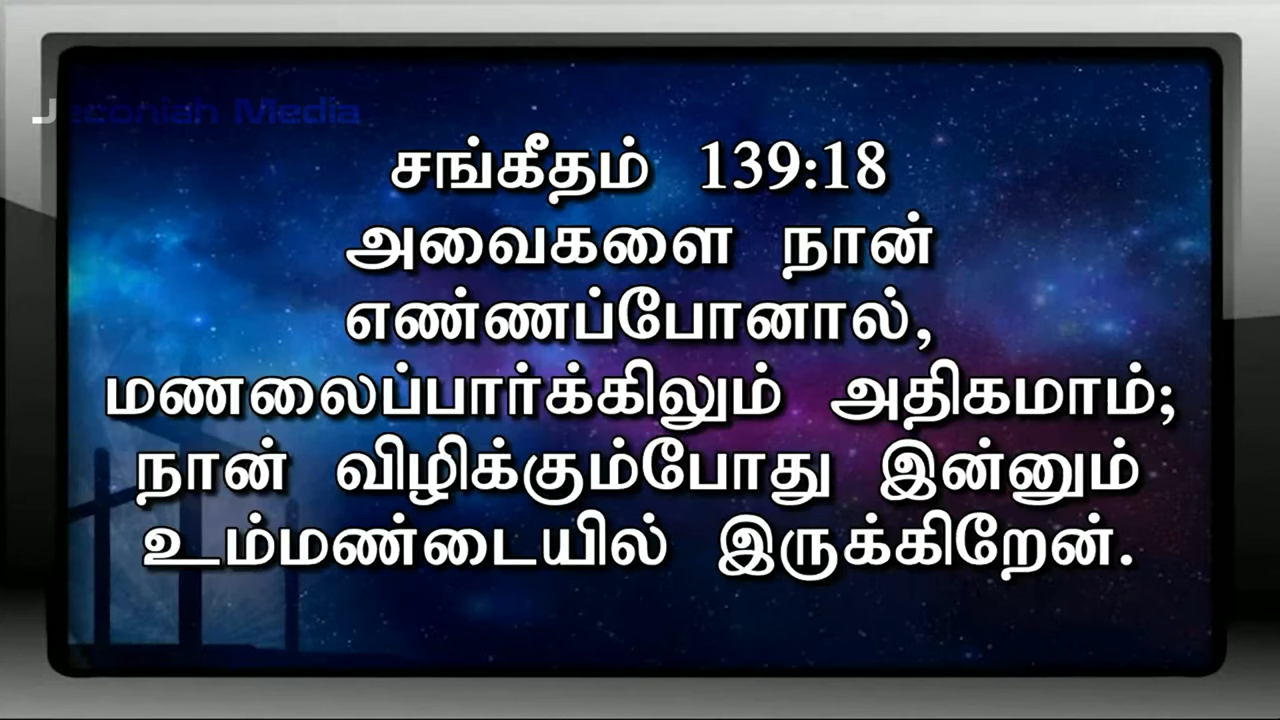 Jeconiah Media
சங்கீதம் 139:18
அவைகளை நான்
எண்ணப்போனால்,
மணலைப்பார்க்கிலும் அதிகமாம்;
நான் விழிக்கும்போது இன்னும்
உம்மண்டையில் இருக்கிறேன்.